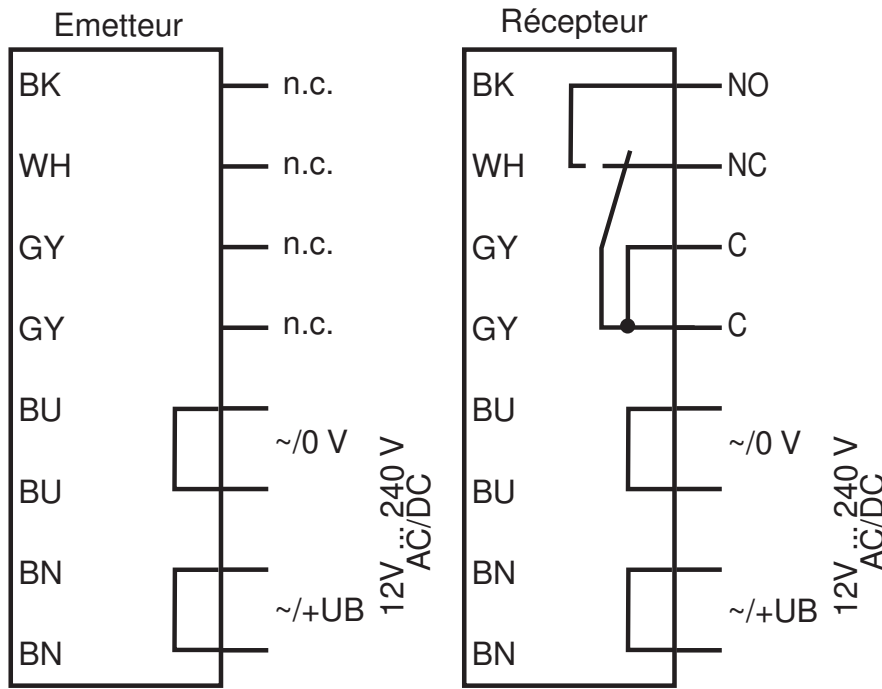 Emetteur
BK n.c.
WH n.c.
GY n.c.
GY n.c.
BU
~/0 V
BU
BN
~/+UB
BN
12V ... 240 V
AC/DC
Récepteur
BK NO
WH NC
GY C
GY C
BU
~/0 V
BU
BN
~/+UB
BN
12V ... 240 V
AC/DC